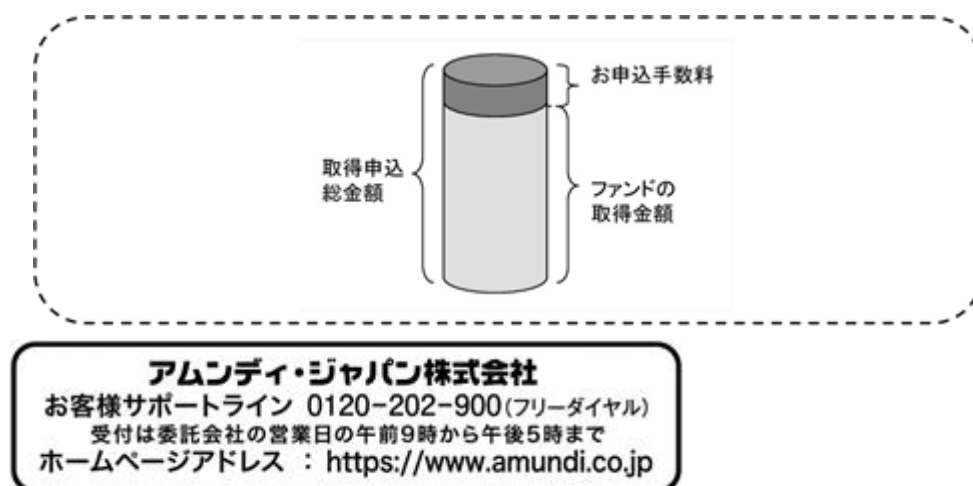 お申込手数料
取得申込
総金額
ファンドの
取得金額
アムンディ・ジャパン株式会社
お客様サポートライン 0120-202-900(フリーダイヤル)
受付は委託会社の営業日の午前9時から午後5時まで
ホームページアドレス : https://www.amundi.co.jp